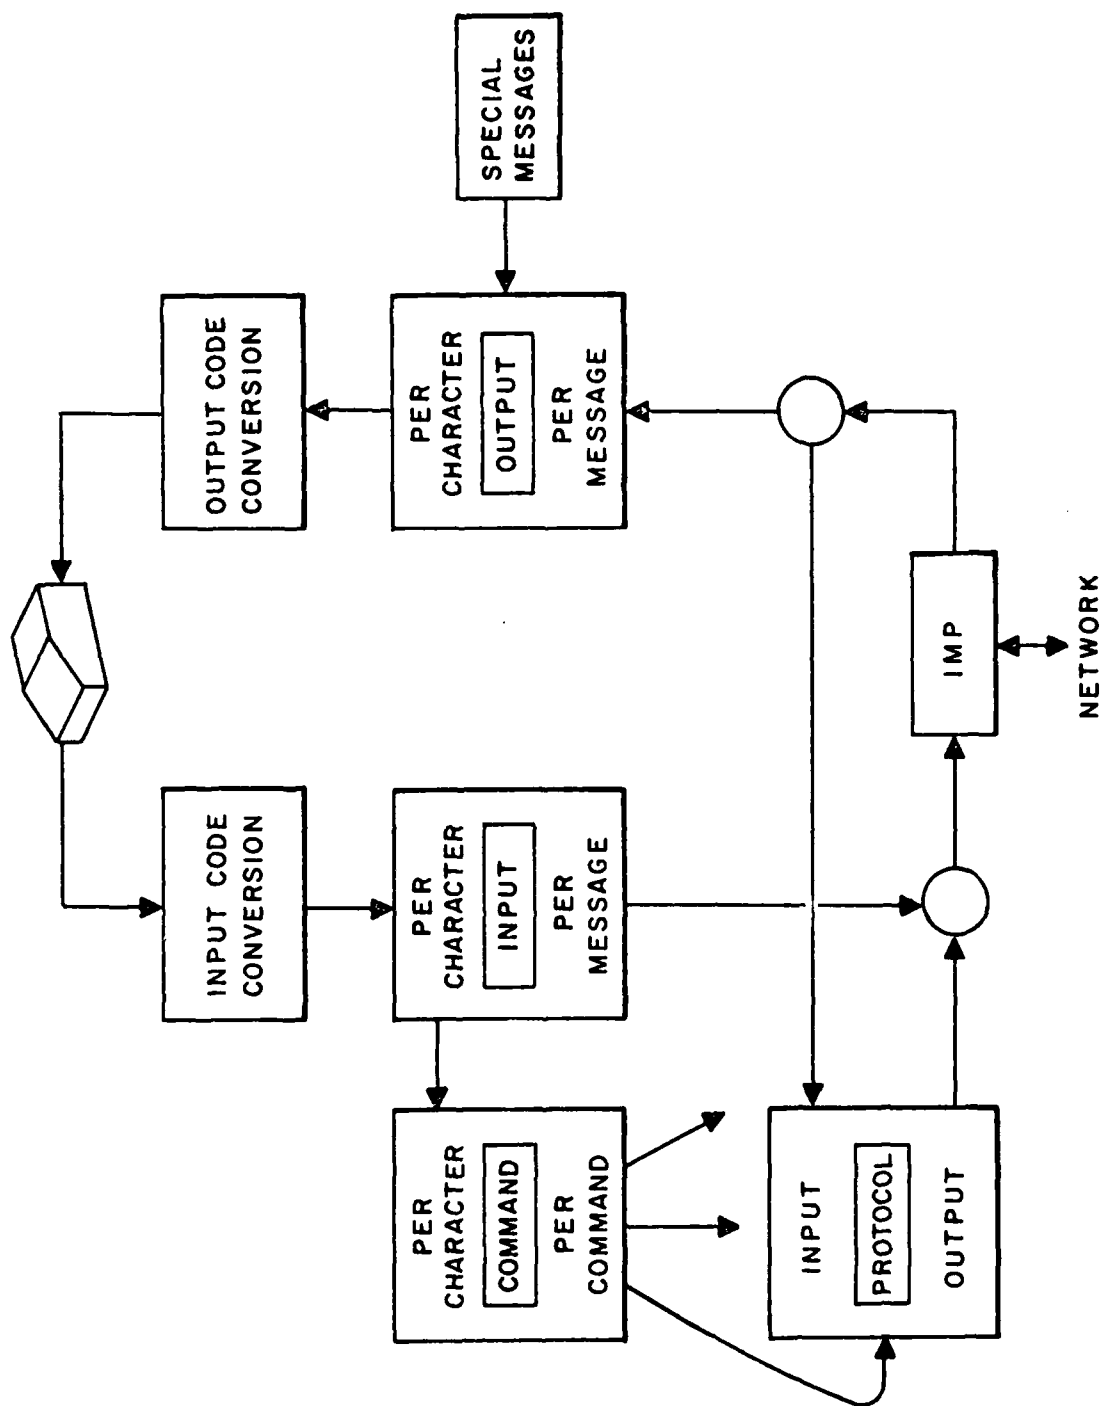 INPUT CODE
CONVERSION
OUTPUT CODE
CONVERSION
PER
CHARACTER
COMMAND
PER
COMMAND
PER
CHARACTER
INPUT
PER
MESSAGE
PER
CHARACTER
OUTPUT
PER
MESSAGE
SPECIAL
MESSAGES
INPUT
PROTOCOL
OUTPUT
IMP
NETWORK